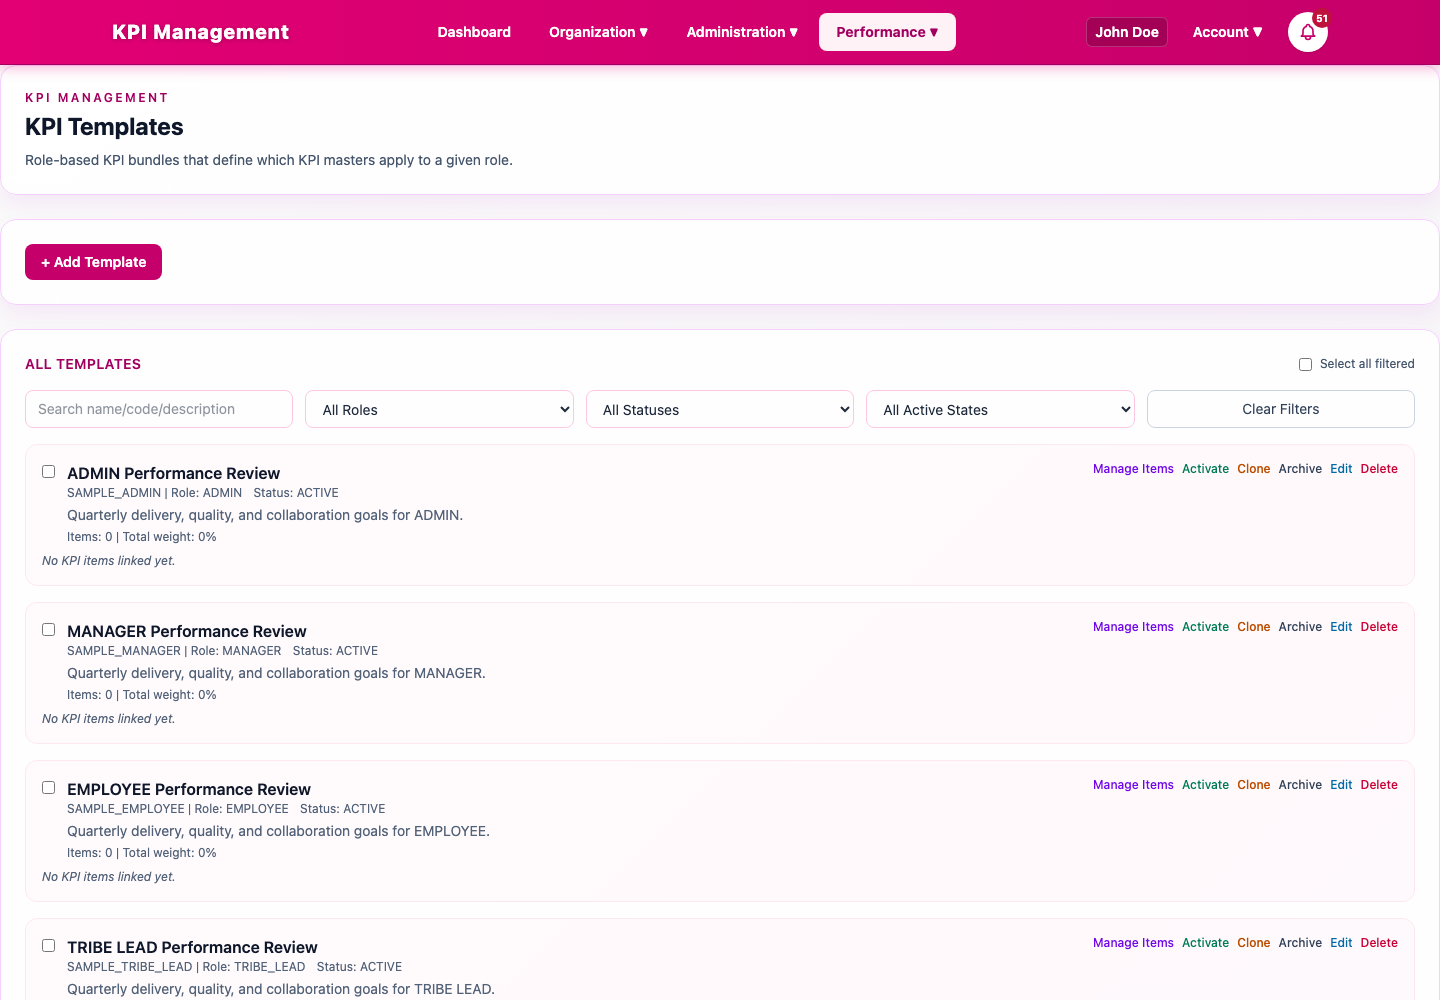 KPI Management
Dashboard
Organization ▾
Administration ▾
Performance ▾
John Doe
Account ▾
51
KPI MANAGEMENT
KPI Templates
Role-based KPI bundles that define which KPI masters apply to a given role.
+ Add Template
ALL TEMPLATES
Select all filtered
Search name/code/description
All Roles
All Statuses
All Active States
Clear Filters
ADMIN Performance Review
Manage Items Activate Clone Archive Edit Delete
SAMPLE_ADMIN | Role: ADMIN Status: ACTIVE
Quarterly delivery, quality, and collaboration goals for ADMIN.
Items: 0 | Total weight: 0%
No KPI items linked yet.
MANAGER Performance Review
Manage Items Activate Clone Archive Edit Delete
SAMPLE_MANAGER | Role: MANAGER Status: ACTIVE
Quarterly delivery, quality, and collaboration goals for MANAGER.
Items: 0 | Total weight: 0%
No KPI items linked yet.
EMPLOYEE Performance Review
Manage Items Activate Clone Archive Edit Delete
SAMPLE_EMPLOYEE | Role: EMPLOYEE Status: ACTIVE
Quarterly delivery, quality, and collaboration goals for EMPLOYEE.
Items: 0 | Total weight: 0%
No KPI items linked yet.
TRIBE LEAD Performance Review
Manage Items Activate Clone Archive Edit Delete
SAMPLE_TRIBE_LEAD | Role: TRIBE_LEAD Status: ACTIVE
Quarterly delivery, quality, and collaboration goals for TRIBE LEAD.